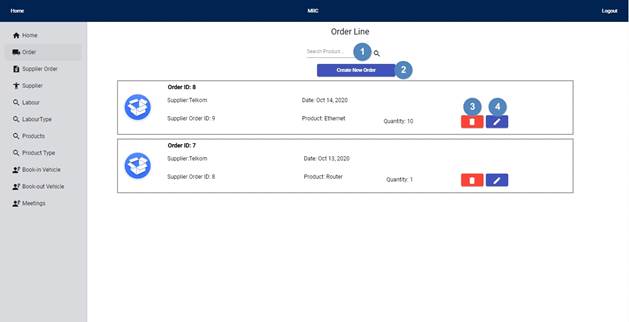 Home MRC Logout
Order Line
Home
Order
Supplier Order
Supplier
Labour
LabourType
Products
Product Type
Book-in Vehicle
Book-out Vehicle
Meetings
Search Product... 1
Create New Order 2
Order ID: 8
Supplier:Telkom Date: Oct 14, 2020 3 4
Supplier Order ID: 9 Product: Ethernet Quantity: 10
Order ID: 7
Supplier:Telkom Date: Oct 13, 2020
Supplier Order ID: 8 Product: Router Quantity: 1